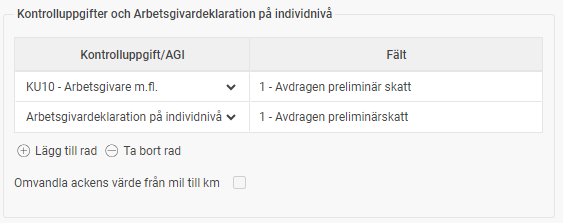 Kontrolluppgifter och Arbetsgivardeklaration på individnivå
Kontrolluppgift/AGI Fält
KU10 - Arbetsgivare m.fl. 1 - Avdragen preliminär skatt
Arbetsgivardeklaration på individnivå 1 - Avdragen preliminärskatt
Lägg till rad Ta bort rad
Omvandla ackens värde från mil till km